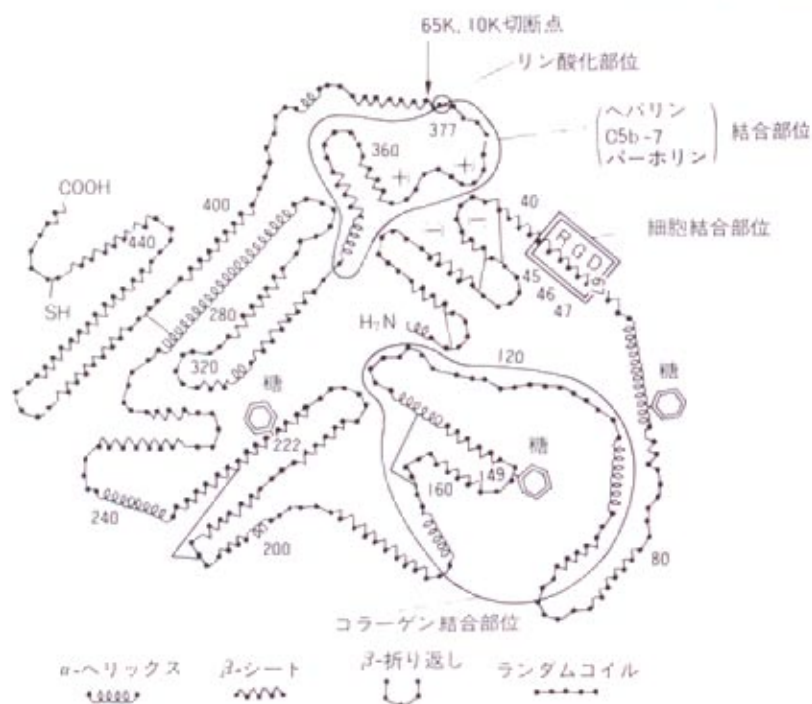 65K, 10K切断点
リン酸化部位
377
ヘパリン
C5b-7
パーホリン
結合部位
360
+
+
COOH
400
40
440
細胞結合部位
RGD
67
45
46
47
SH
280
H₂N
320
120
糖
糖
222
糖
149
160
240
200
80
コラーゲン結合部位
α-ヘリックス
β-シート
β-折り返し
ランダムコイル